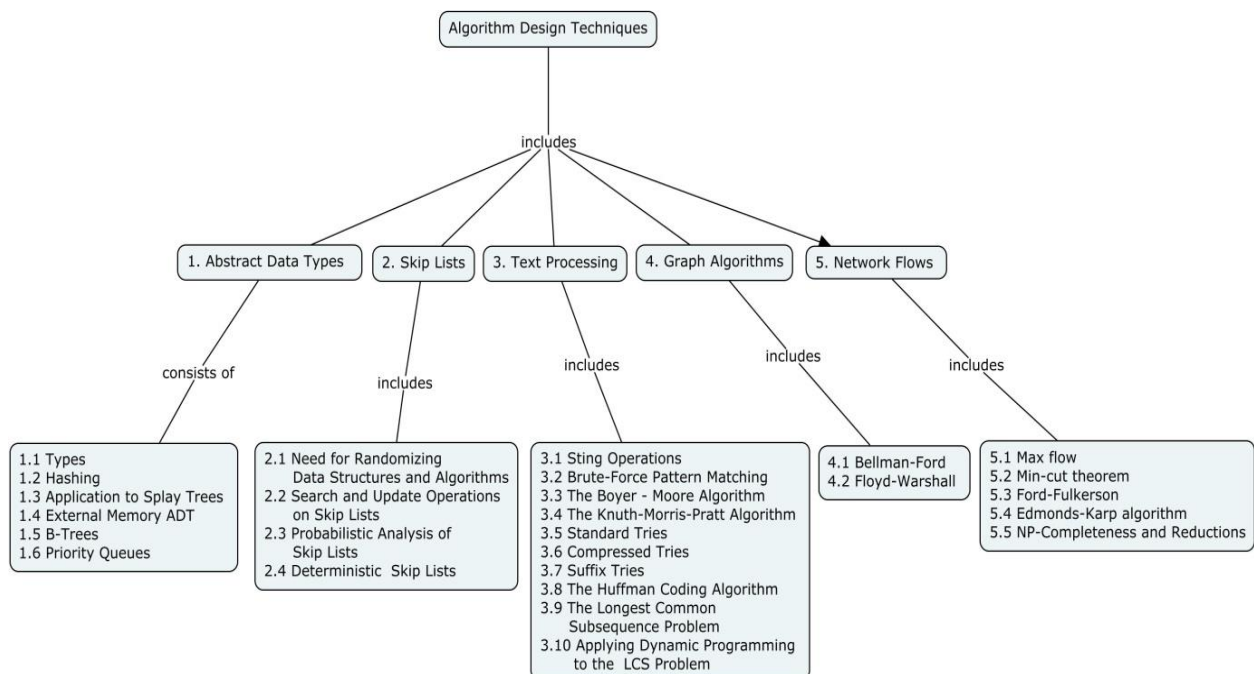 Algorithm Design Techniques
includes
1. Abstract Data Types
2. Skip Lists
3. Text Processing
4. Graph Algorithms
5. Network Flows
consists of
includes
includes
includes
includes
1.1 Types
1.2 Hashing
1.3 Application to Splay Trees
1.4 External Memory ADT
1.5 B-Trees
1.6 Priority Queues
2.1 Need for Randomizing
Data Structures and Algorithms
2.2 Search and Update Operations
on Skip Lists
2.3 Probabilistic Analysis of
Skip Lists
2.4 Deterministic Skip Lists
3.1 Sting Operations
3.2 Brute-Force Pattern Matching
3.3 The Boyer - Moore Algorithm
3.4 The Knuth-Morris-Pratt Algorithm
3.5 Standard Tries
3.6 Compressed Tries
3.7 Suffix Tries
3.8 The Huffman Coding Algorithm
3.9 The Longest Common
Subsequence Problem
3.10 Applying Dynamic Programming
to the LCS Problem
4.1 Bellman-Ford
4.2 Floyd-Warshall
5.1 Max flow
5.2 Min-cut theorem
5.3 Ford-Fulkerson
5.4 Edmonds-Karp algorithm
5.5 NP-Completeness and Reductions